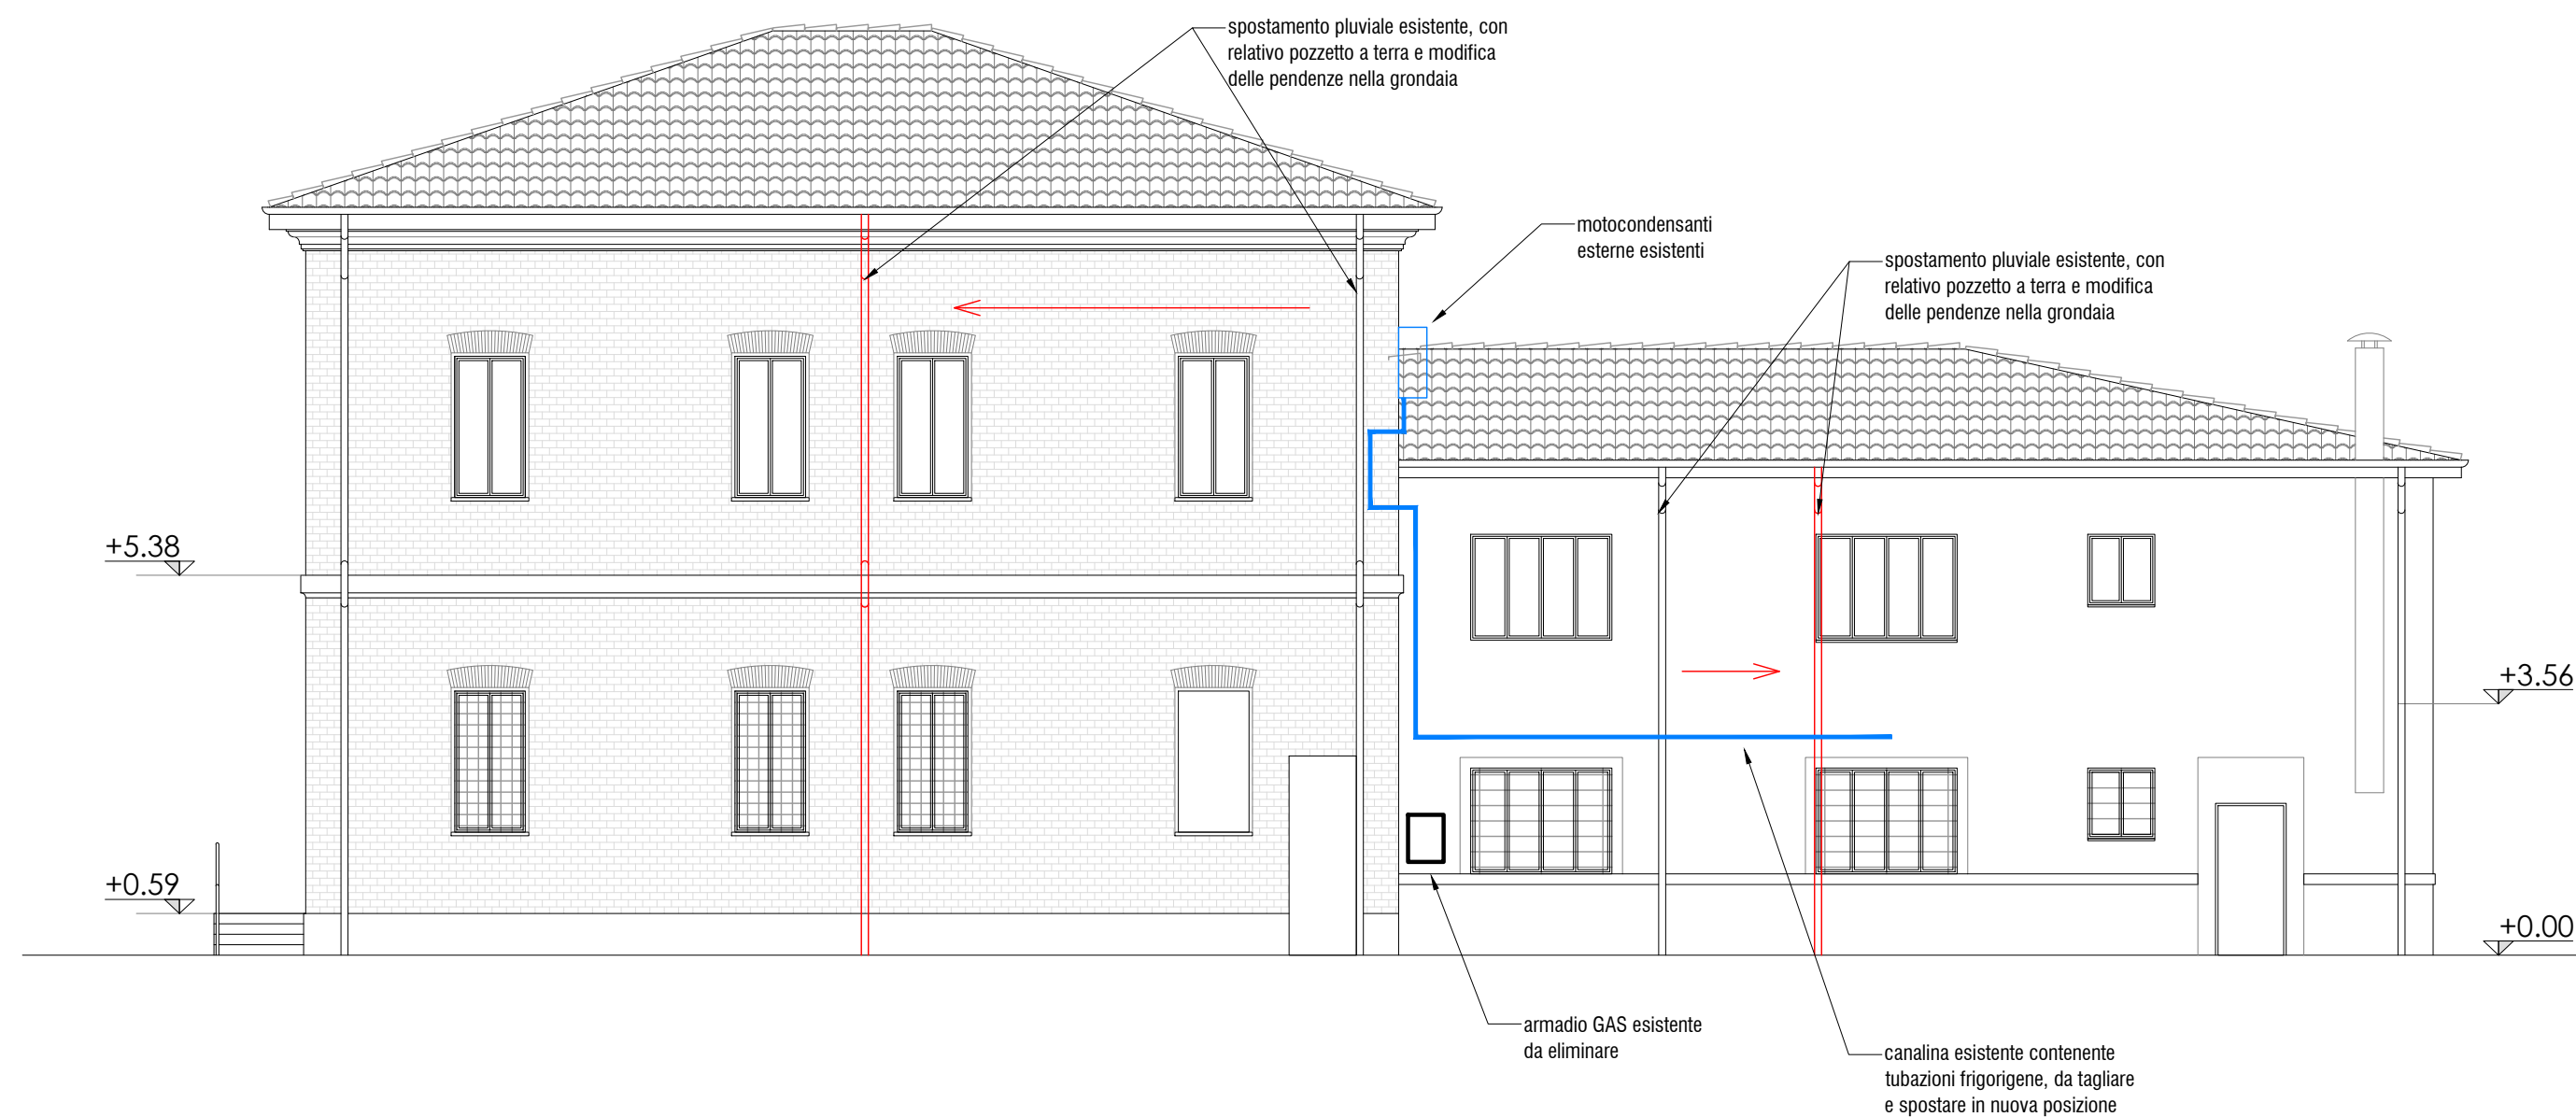 spostamento pluviale esistente, con
relativo pozzetto a terra e modifica
delle pendenze nella grondaia
motocondensanti
esterne esistenti
spostamento pluviale esistente, con
relativo pozzetto a terra e modifica
delle pendenze nella grondaia
+5.38
+3.56
+0.59
+0.00
armadio GAS esistente
da eliminare
canalina esistente contenente
tubazioni frigorigene, da tagliare
e spostare in nuova posizione